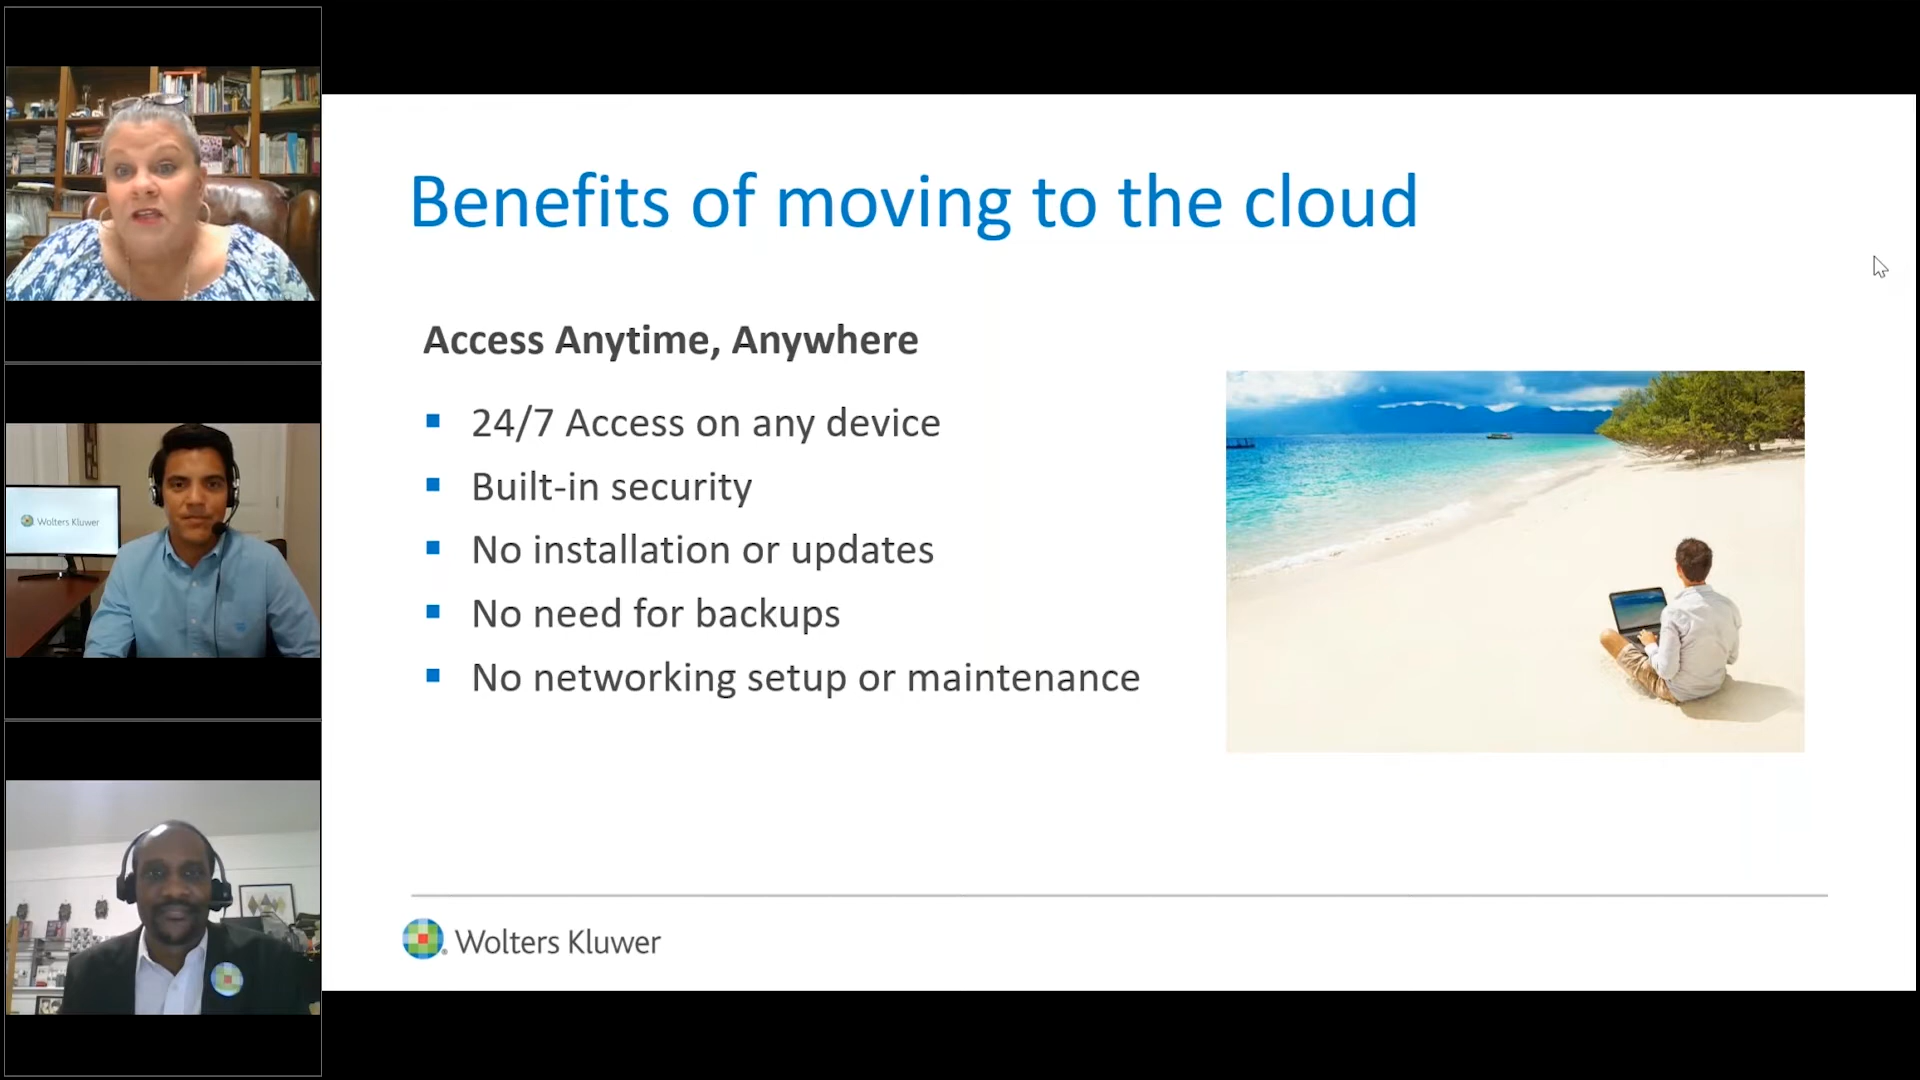 Benefits of moving to the cloud
Access Anytime, Anywhere
24/7 Access on any device
Built-in security
No installation or updates
No need for backups
No networking setup or maintenance
Wolters Kluwer
Wolters Kluwer